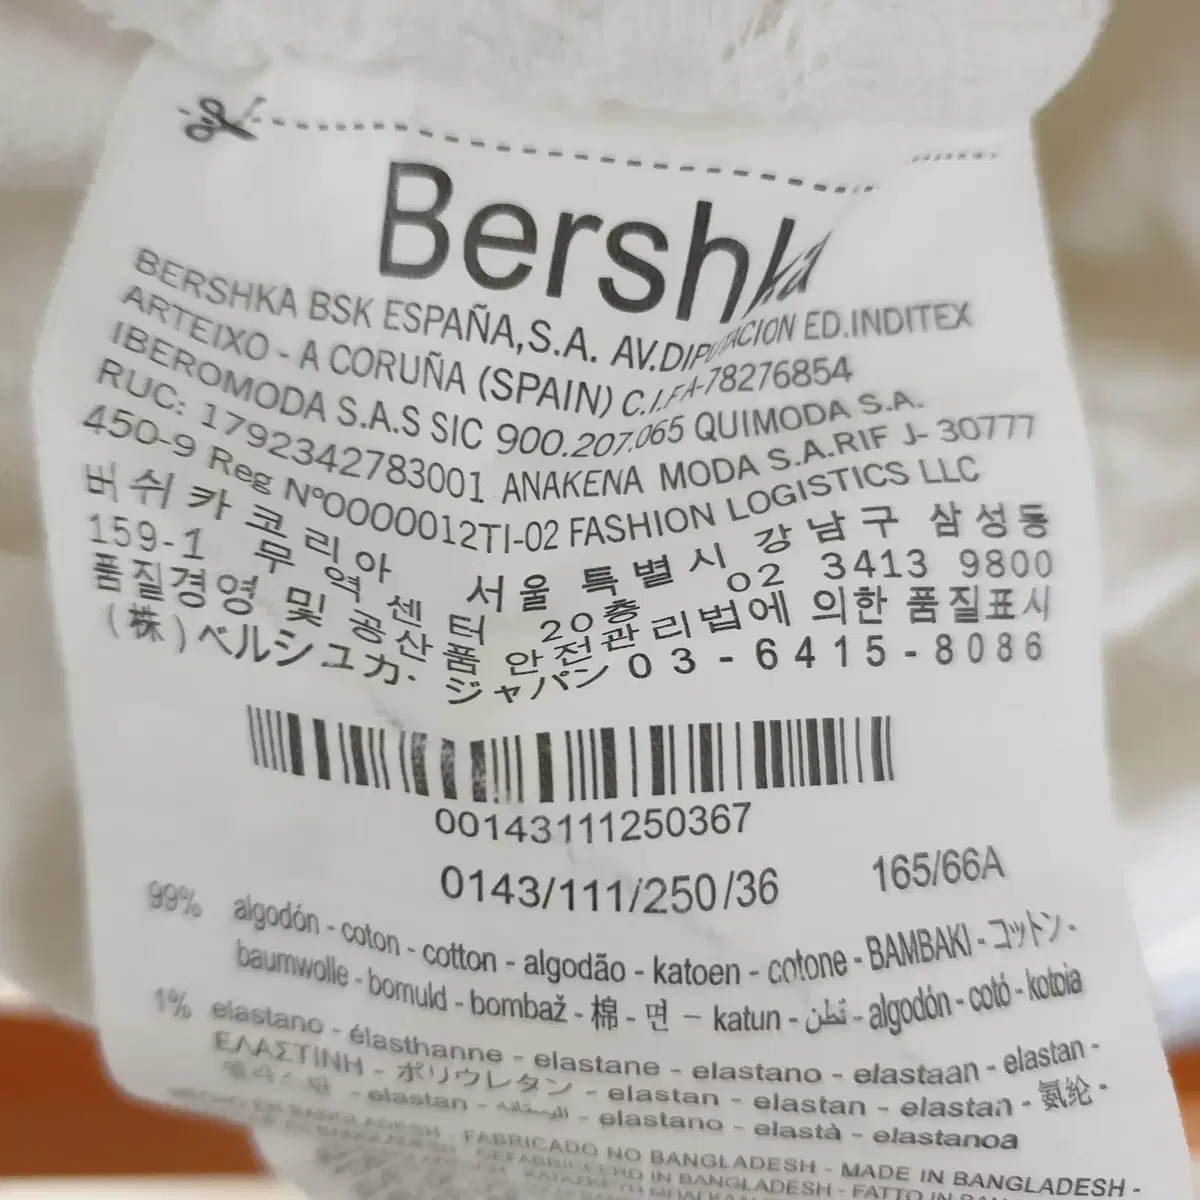 Bershka
BERSHKA BSK ESPAÑA,S.A. AV.DIPUTACION ED.INDITEX
ARTEIXO - A CORUÑA (SPAIN) C.I.F.A-78276854
IBEROMODA S.A.S SIC 900.207.065 QUIMODA S.A.
RUC: 1792342783001 ANAKENA MODA S.A.RIF J- 30777
450-9 Reg Nº0000012TI-02 FASHION LOGISTICS LLC
버쉬카 코리아 서울 특별시 강남구 삼성동
159-1 무역센터 20층 02 3413 9800
품질경영 및 공산품 안전관리법에 의한 품질표시
(株)ベルシュカ・ジャパン 03-6415-8086
00143111250367
0143/111/250/36 165/66A
99% algodón - coton - cotton - algodão - katoen - cotone - BAMBAKI - コットン -
baumwolle - bomuld - bombaž - 棉 - 면 - katun - قطن - algodón - cotó - kotoia
1% elastano - élasthanne - elastane - elastano - elastaan - elastan -
ΕΛΑΣΤΙΝΗ - ポリウレタン - elastan - elastan - elastan - 氨纶 -
- elastan - - elastano - elastà - elastanoa
BANGLADESH - FABRICADO NO BANGLADESH - MADE IN BANGLADESH -
IN BANGLADESH - FATTO IN